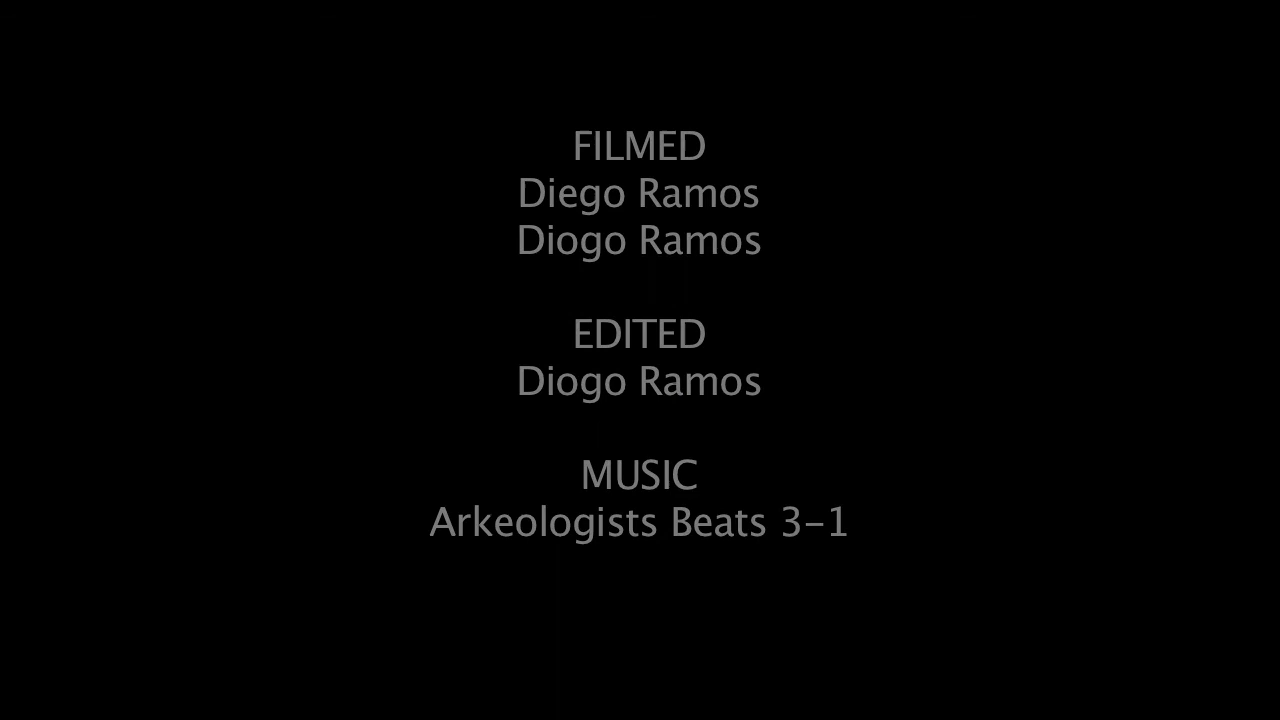 FILMED
Diego Ramos
Diogo Ramos
EDITED
Diogo Ramos
MUSIC
Arkeologists Beats 3-1